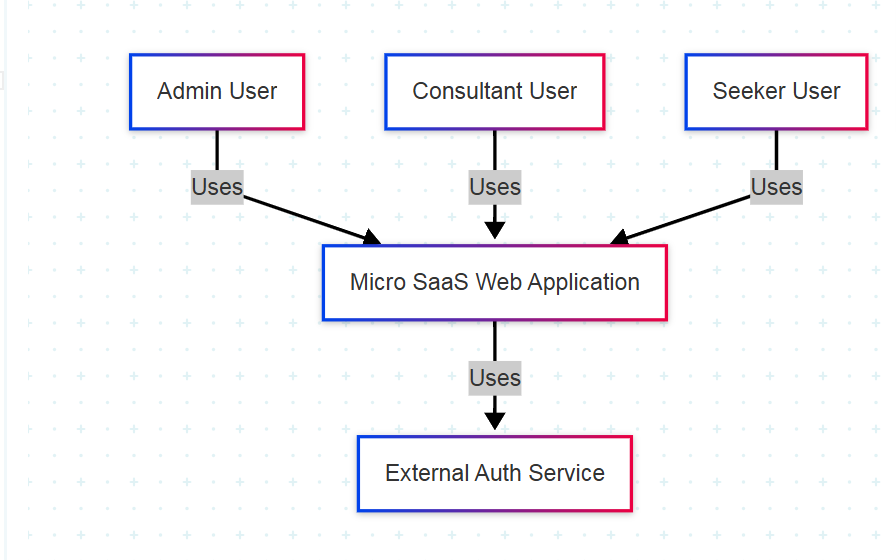 Admin User
Consultant User
Seeker User
Uses
Uses
Uses
Micro SaaS Web Application
Uses
External Auth Service